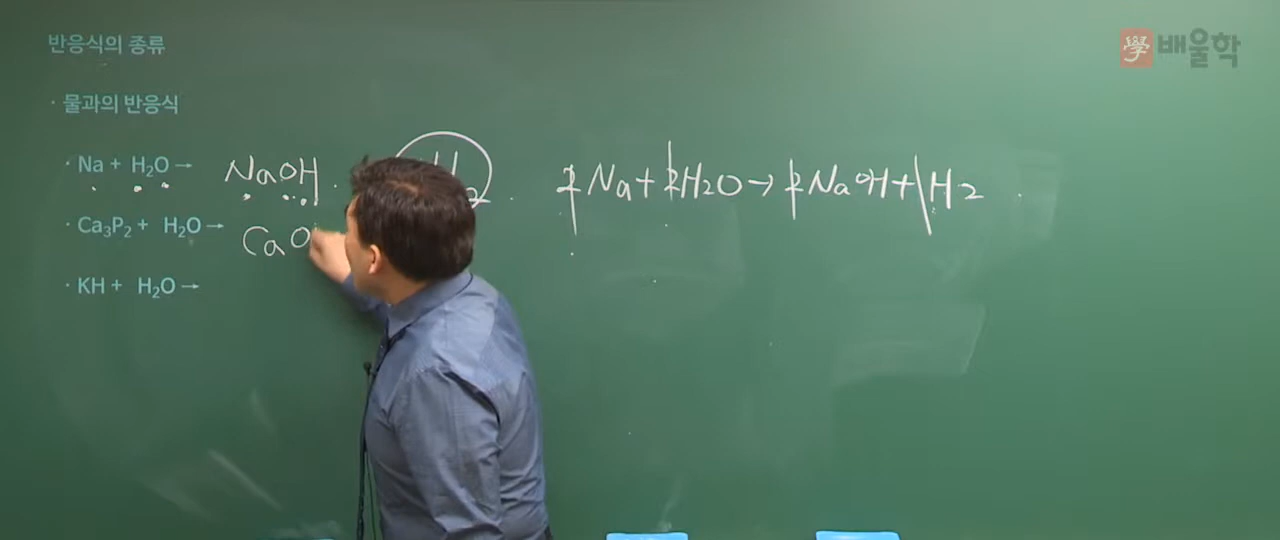 반응식의 종류
學 배울학
· 물과의 반응식
· Na + H₂O → NaOH H₂
2Na + 2H₂O → 2NaOH + H₂
· Ca₃P₂ + H₂O → CaO
· KH + H₂O →